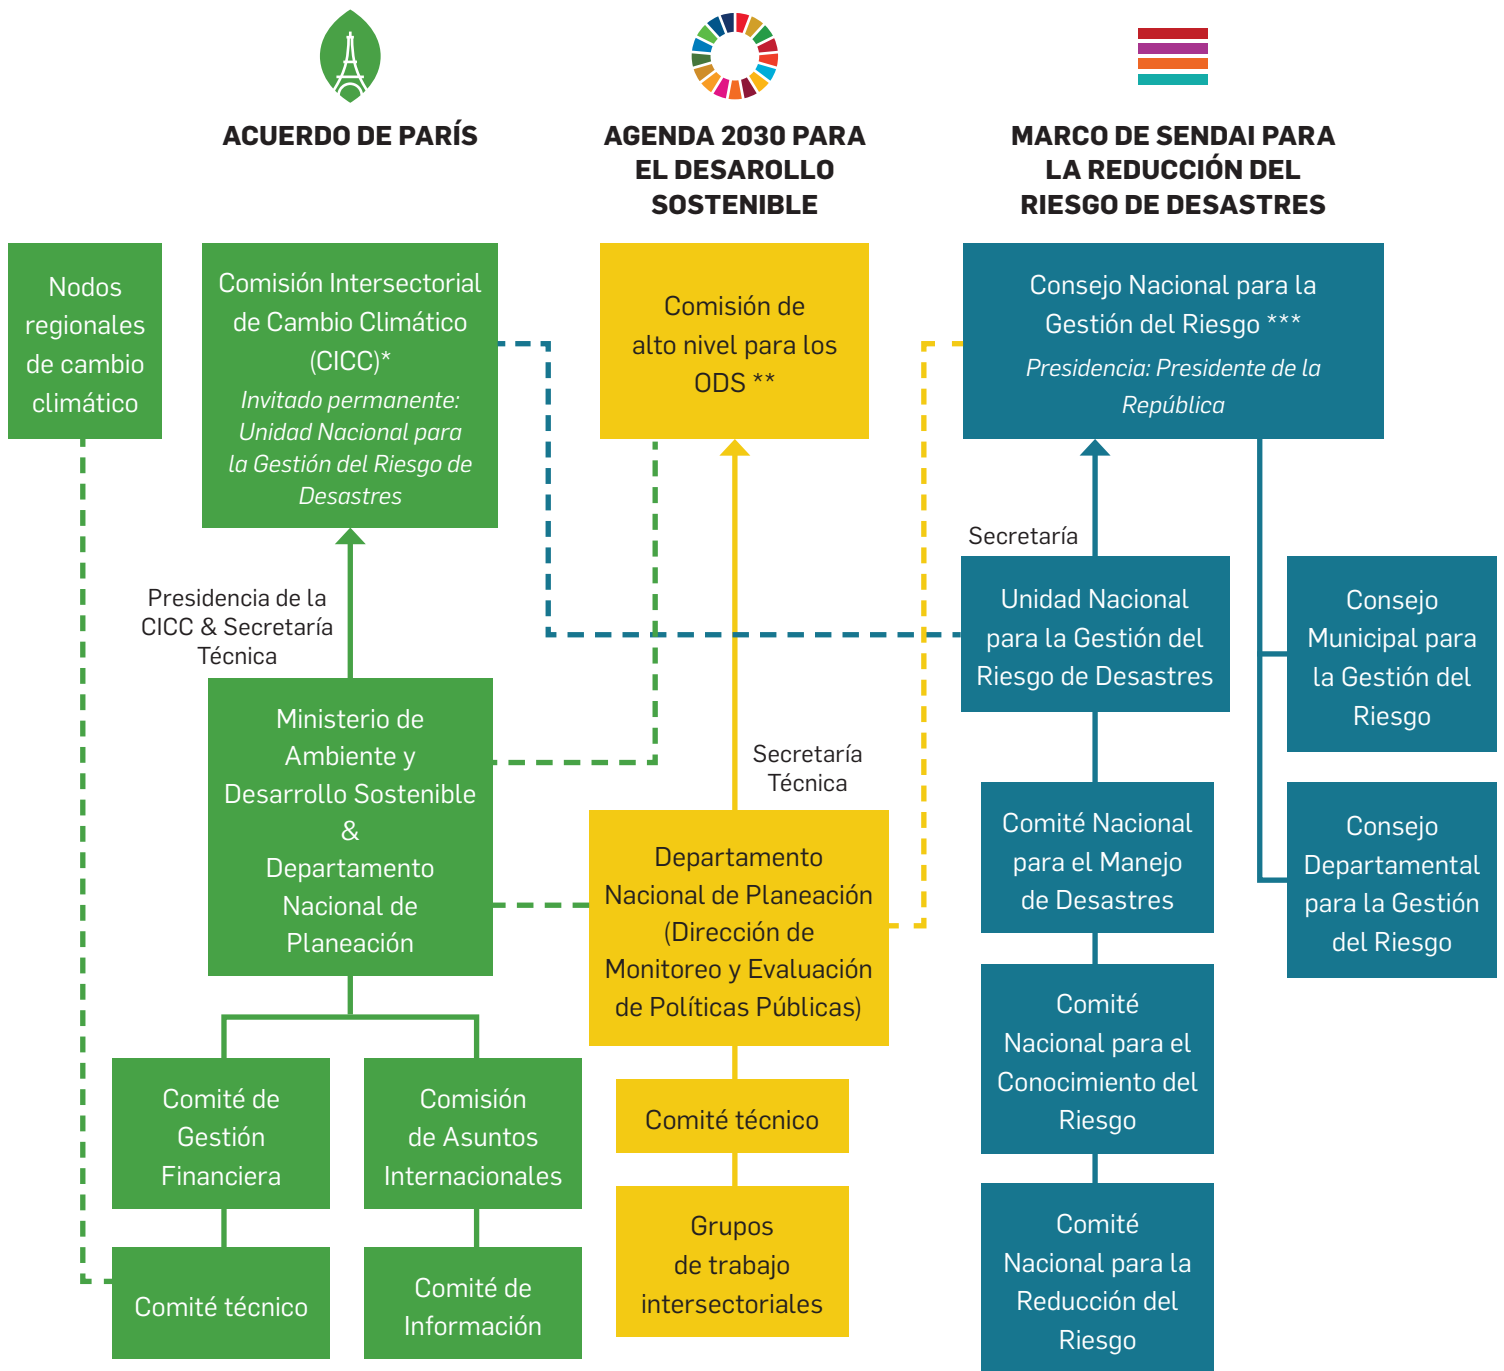 ACUERDO DE PARÍS
AGENDA 2030 PARA
EL DESAROLLO
SOSTENIBLE
MARCO DE SENDAI PARA
LA REDUCCIÓN DEL
RIESGO DE DESASTRES
Nodos
regionales
de cambio
climático
Comisión Intersectorial
de Cambio Climático
(CICC)*
Invitado permanente:
Unidad Nacional para
la Gestión del Riesgo de
Desastres
Comisión de
alto nivel para los
ODS **
Consejo Nacional para la
Gestión del Riesgo ***
Presidencia: Presidente de la
República
Presidencia de la
CICC & Secretaría
Técnica
Secretaría
Unidad Nacional
para la Gestión del
Riesgo de Desastres
Consejo
Municipal para
la Gestión del
Riesgo
Ministerio de
Ambiente y
Desarrollo Sostenible
&
Departamento
Nacional de
Planeación
Secretaría
Técnica
Departamento
Nacional de Planeación
(Dirección de
Monitoreo y Evaluación
de Políticas Públicas)
Comité Nacional
para el Manejo
de Desastres
Consejo
Departamental
para la Gestión
del Riesgo
Comité
Nacional para el
Conocimiento del
Riesgo
Comité de
Gestión
Financiera
Comisión
de Asuntos
Internacionales
Comité técnico
Grupos
de trabajo
intersectoriales
Comité
Nacional para la
Reducción del
Riesgo
Comité técnico
Comité de
Información